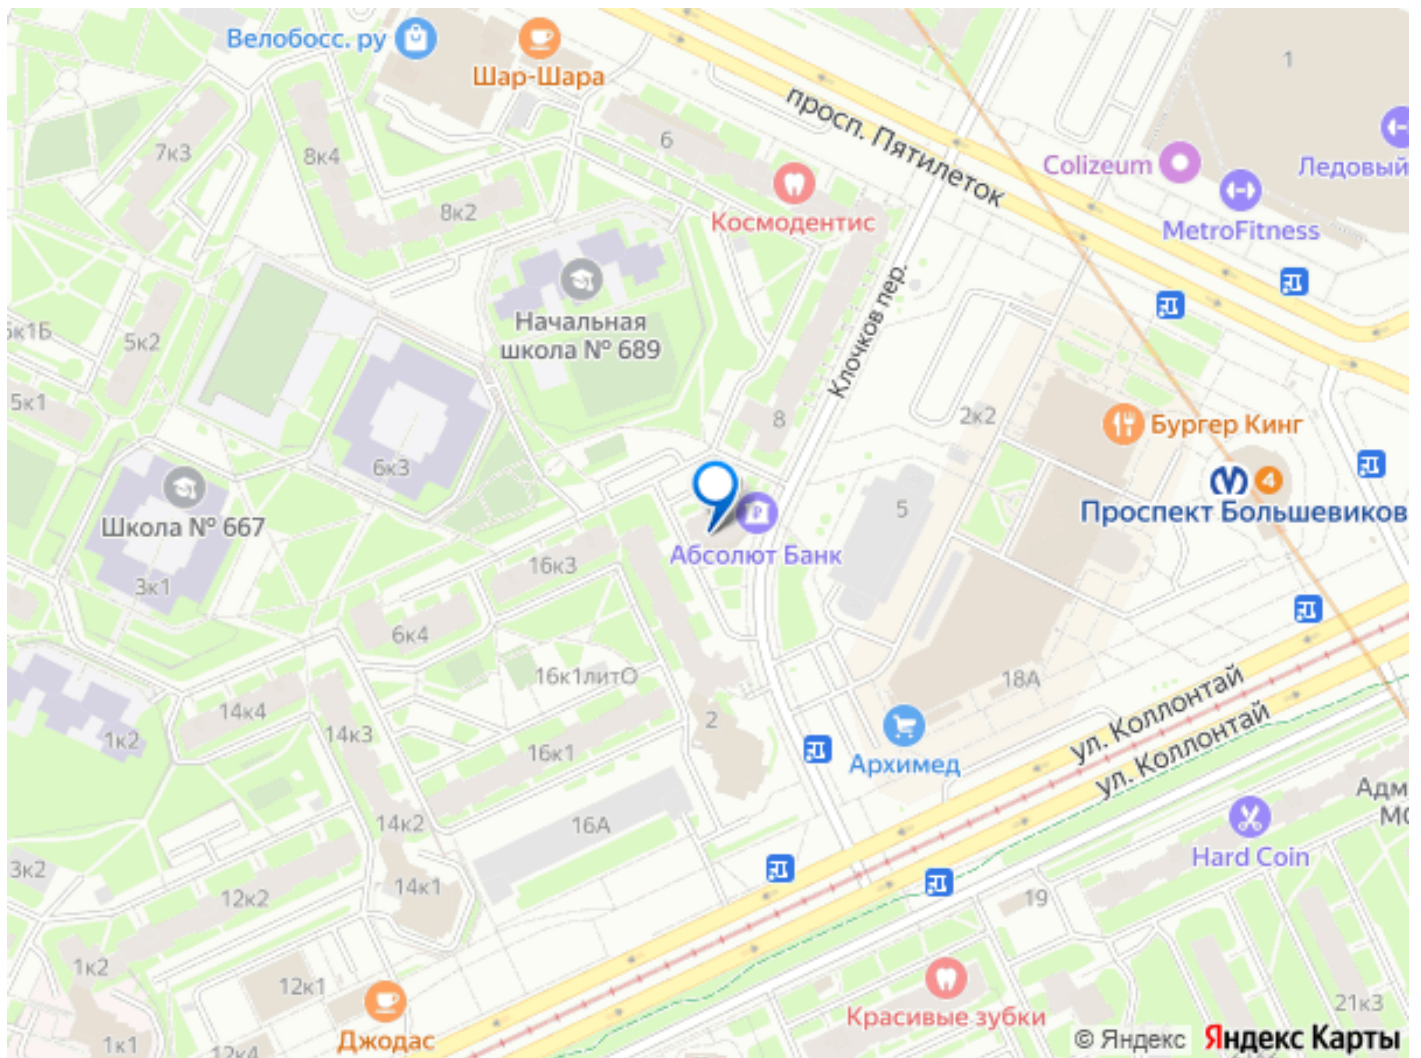 Велобосс. ру
Шар-Шара
1
просп. Пятилеток
6
7к3
8к4
Colizeum
Ледовый
8к2
Космодентис
MetroFitness
Клочков пер.
Начальная
школа № 689
5к2
5к1
8
2к2
Бургер Кинг
6к3
4
Проспект Большевиков
5
Школа № 667
Абсолют Банк
16к3
3к1
6к4
16к1литО
18А
ул. Коллонтай
ул. Коллонтай
14к4
14к3
2
1к2
16к1
Архимед
14к2
16А
Hard Coin
3к2
14к1
12к2
19
1к2
12к1
21к3
Красивые зубки
Джодас
1к1
12к4
© Яндекс Яндекс Карты